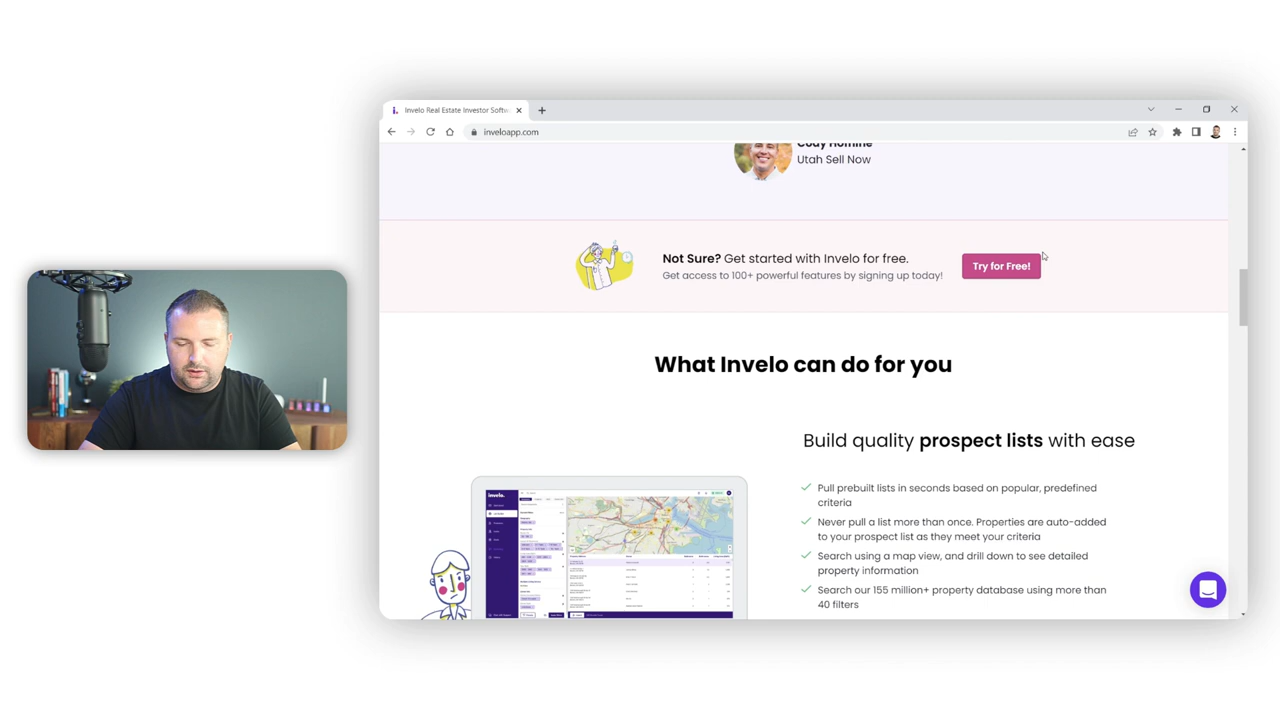 Invelo Real Estate Investor Softw
inveloapp.com
Cody Homine
Utah Sell Now
Not Sure? Get started with Invelo for free.
Get access to 100+ powerful features by signing up today!
Try for Free!
What Invelo can do for you
Build quality prospect lists with ease
Pull prebuilt lists in seconds based on popular, predefined
criteria
Never pull a list more than once. Properties are auto-added
to your prospect list as they meet your criteria
Search using a map view, and drill down to see detailed
property information
Search our 155 million+ property database using more than
40 filters
invelo.